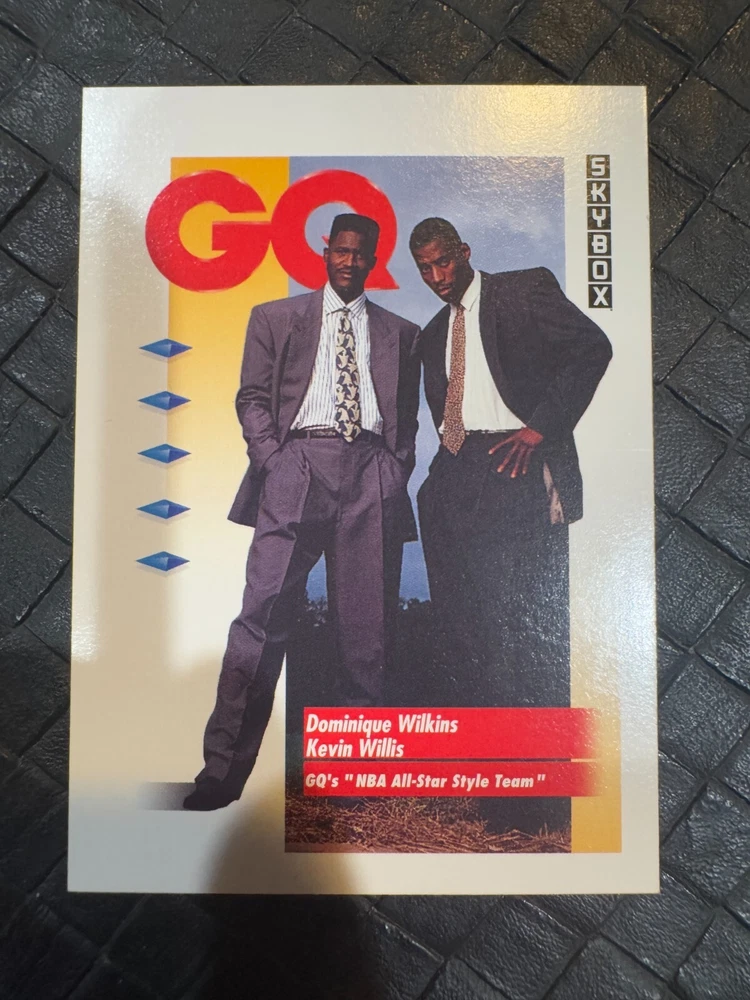 GQ
SKYBOX
Dominique Wilkins
Kevin Willis
GQ's "NBA All-Star Style Team"